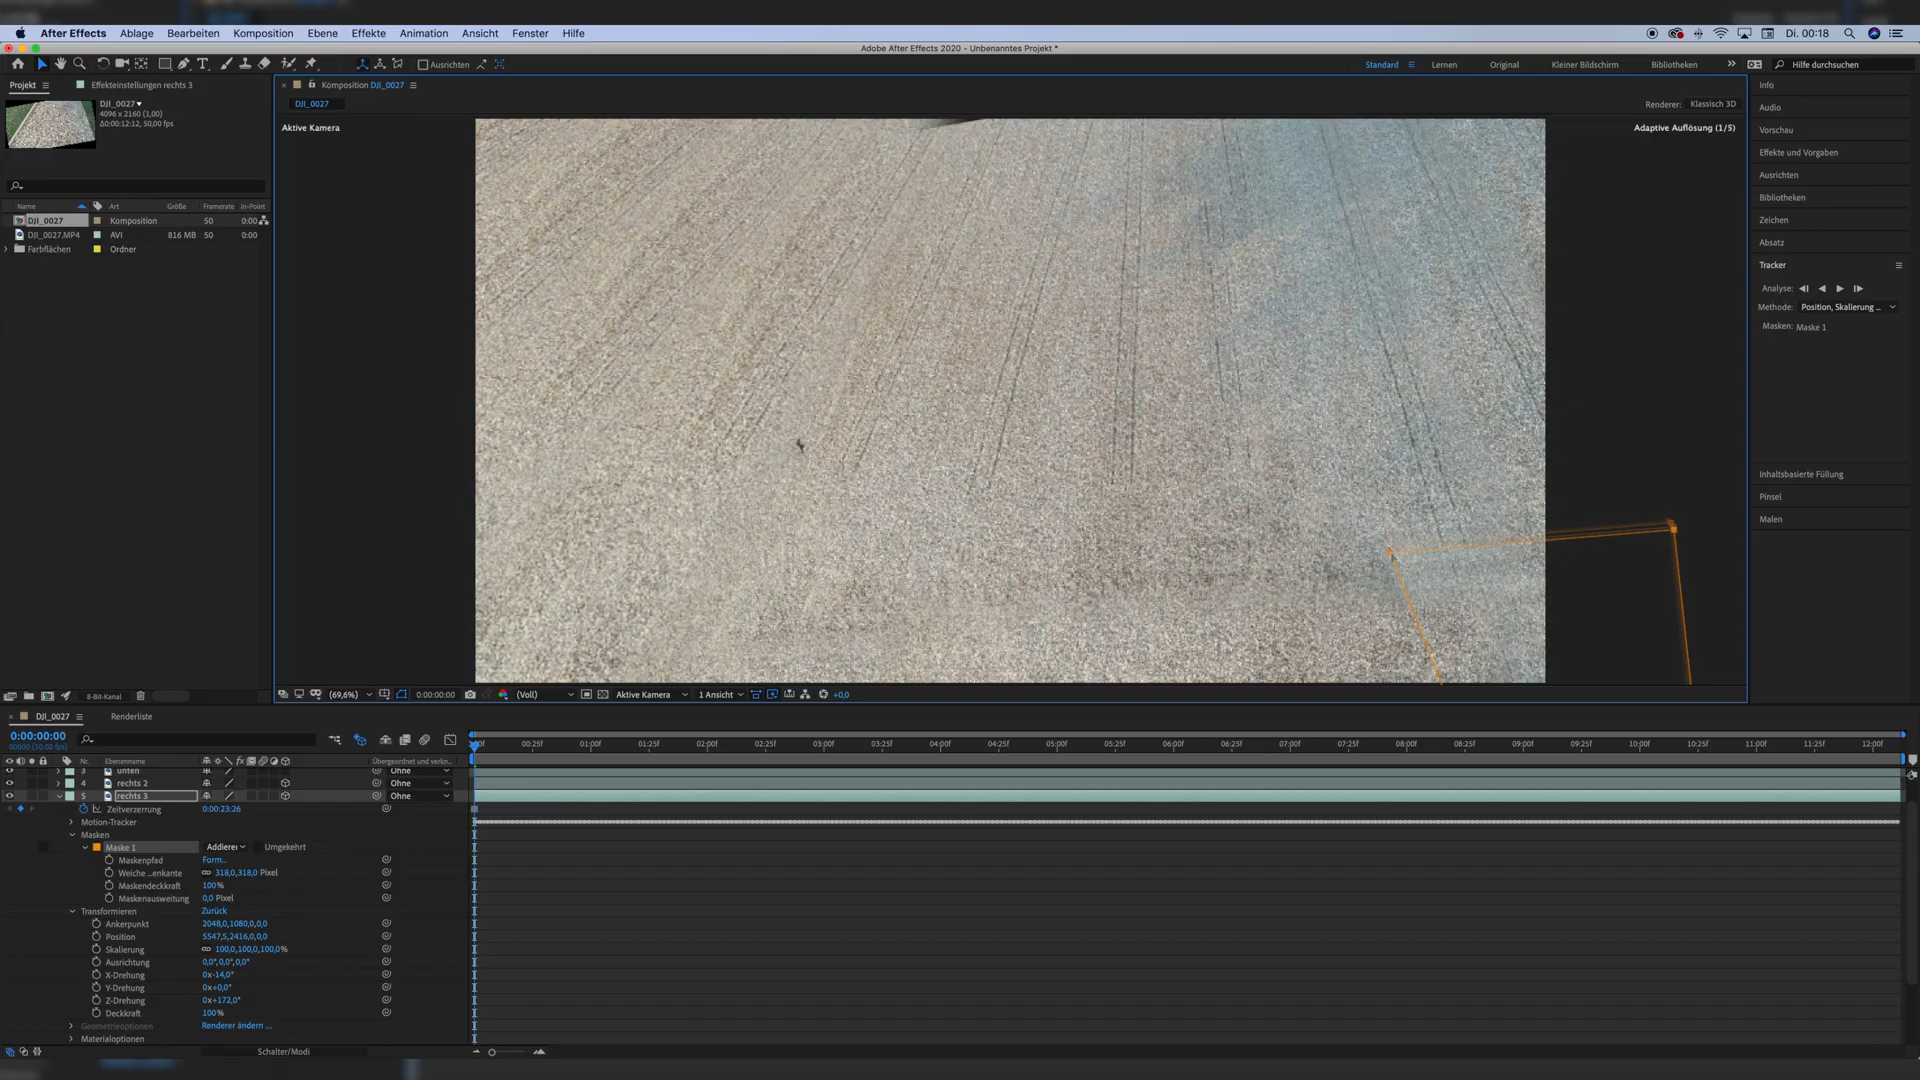 After Effects Ablage Bearbeiten Komposition Ebene Effekte Animation Ansicht Fenster Hilfe Di. 00:18
Adobe After Effects 2020 - Unbenanntes Projekt *
Ausrichten Standard Lernen Original Kleiner Bildschirm Bibliotheken Hilfe durchsuchen
Projekt Effekteinstellungen rechts 3 Komposition DJI_0027 Info
DJI_0027 DJI_0027 Renderer: Klassisch 3D Audio
4096 x 2160 (1,00)
Δ0:00:12:12, 50,00 fps
Aktive Kamera Adaptive Auflösung (1/5) Vorschau
Effekte und Vorgaben
Ausrichten
Bibliotheken
Name Art Größe Framerate In-Point
DJI_0027 Komposition 50 0:00 Zeichen
DJI_0027.MP4 AVI 816 MB 50 0:00
Farbflächen Ordner Absatz
Tracker
Analyse:
Methode: Position, Skalierung ...
Masken: Maske 1
Inhaltsbasierte Füllung
Pinsel
Malen
8-Bit-Kanal (69,6%) 0:00:00:00 (Voll) Aktive Kamera 1 Ansicht +0,0
DJI_0027 Renderliste
0:00:00:00
00000 (50.00 fps)
00:25f 01:00f 01:25f 02:00f 02:25f 03:00f 03:25f 04:00f 04:25f 05:00f 05:25f 06:00f 06:25f 07:00f 07:25f 08:00f 08:25f 09:00f 09:25f 10:00f 10:25f 11:00f 11:25f 12:00f
Nr. Ebenenname Übergeordnet und verkn...
3 unten Ohne
4 rechts 2 Ohne
5 rechts 3 Ohne
Zeitverzerrung 0:00:23:26
Motion-Tracker
Masken
Maske 1 Addieren Umgekehrt
Maskenpfad Form...
Weiche ...enkante 318,0,318,0 Pixel
Maskendeckkraft 100%
Maskenausweitung 0,0 Pixel
Transformieren Zurück
Ankerpunkt 2048,0,1080,0,0,0
Position 5547,5,2416,0,0,0
Skalierung 100,0,100,0,100,0%
Ausrichtung 0,0°,0,0°,0,0°
X-Drehung 0x-14,0°
Y-Drehung 0x+0,0°
Z-Drehung 0x+172,0°
Deckkraft 100%
Geometrieoptionen Renderer ändern ...
Materialoptionen
Schalter/Modi